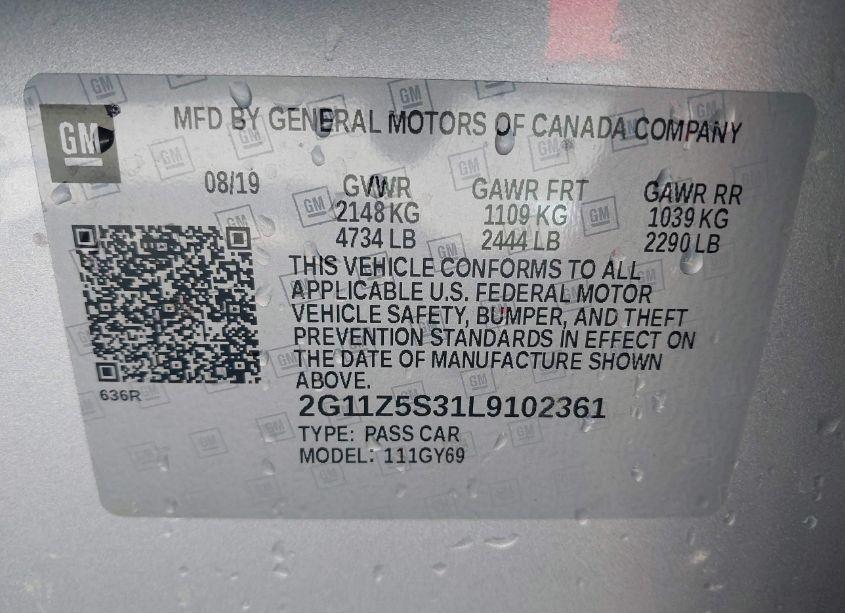 GM
MFD BY GENERAL MOTORS OF CANADA COMPANY
08/19 GVWR GAWR FRT GAWR RR
2148 KG 1109 KG 1039 KG
4734 LB 2444 LB 2290 LB
THIS VEHICLE CONFORMS TO ALL
APPLICABLE U.S. FEDERAL MOTOR
VEHICLE SAFETY, BUMPER, AND THEFT
PREVENTION STANDARDS IN EFFECT ON
THE DATE OF MANUFACTURE SHOWN
ABOVE.
636R
2G11Z5S31L9102361
TYPE: PASS CAR
MODEL: 111GY69